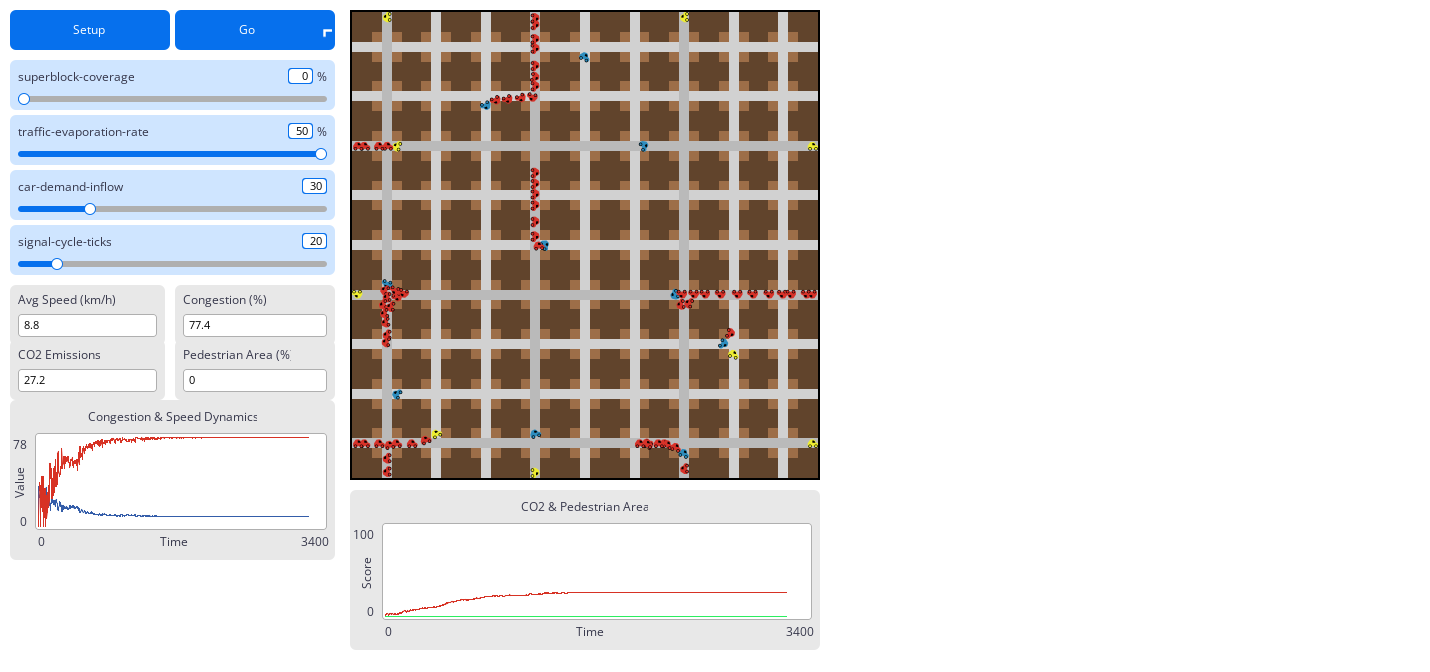 Setup
Go
superblock-coverage
0 %
traffic-evaporation-rate
50 %
car-demand-inflow
30
signal-cycle-ticks
20
Avg Speed (km/h)
8.8
Congestion (%)
77.4
CO2 Emissions
27.2
Pedestrian Area (%
0
Congestion & Speed Dynamics
78
Value
0
0
Time
3400
CO2 & Pedestrian Area
100
Score
0
0
Time
3400